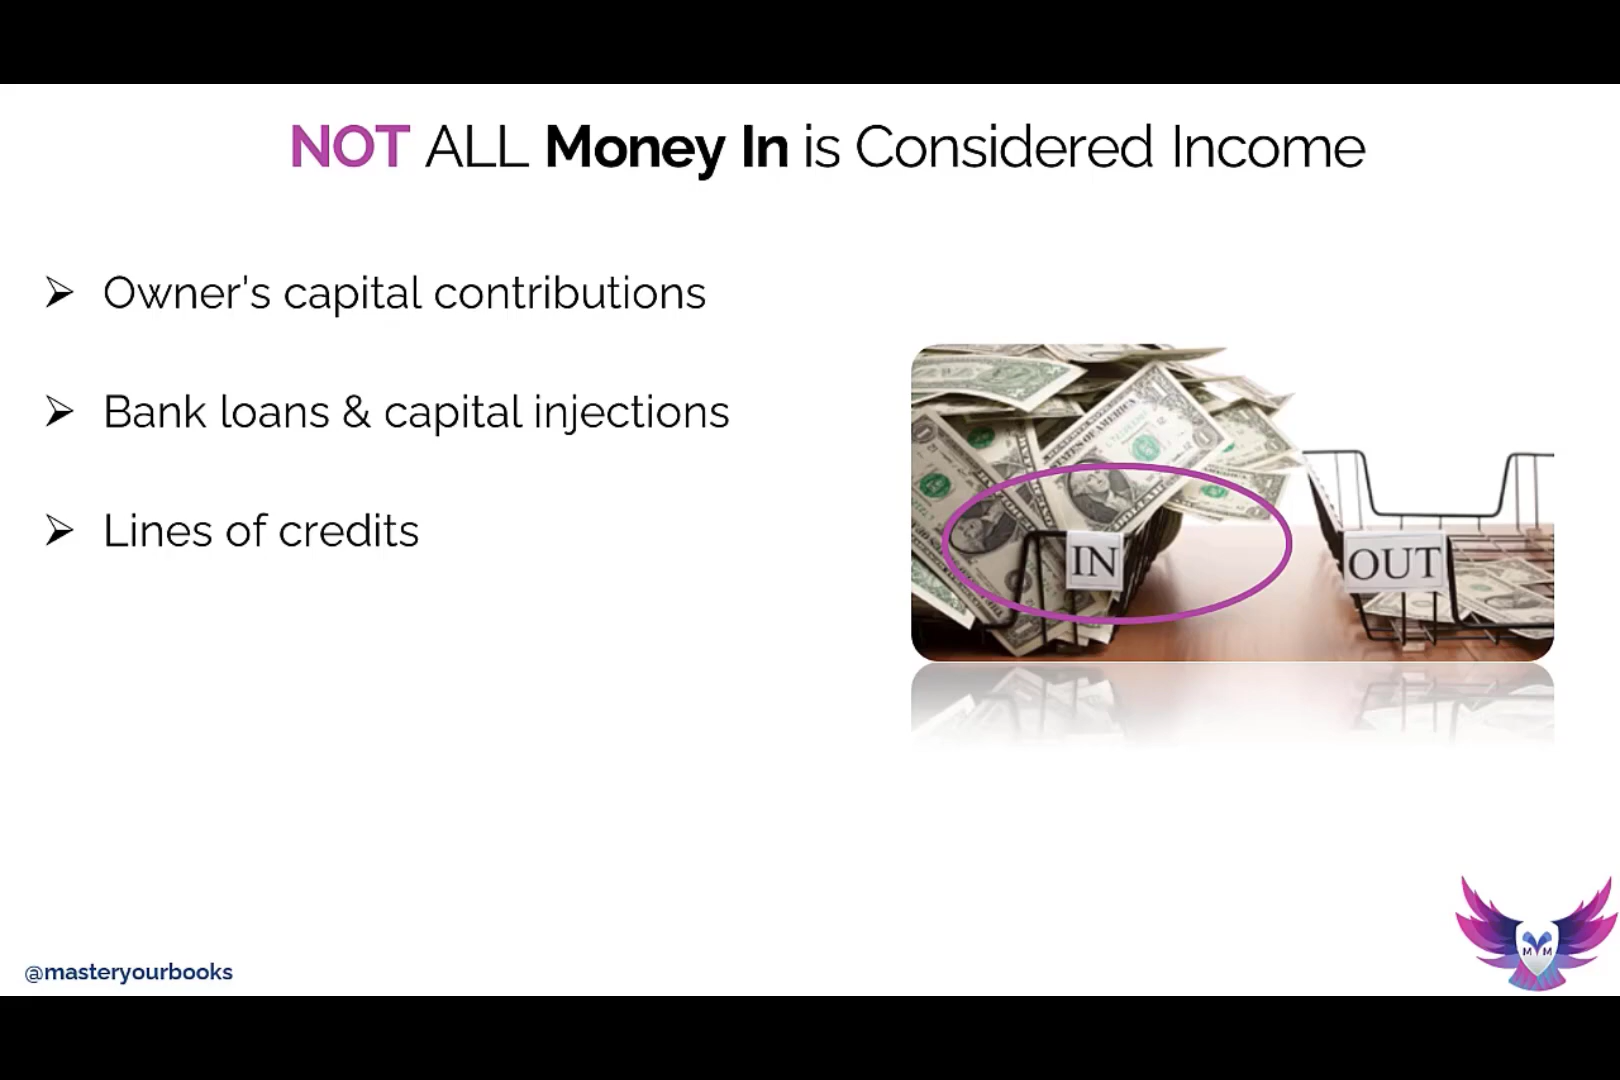 NOT ALL Money In is Considered Income
➢ Owner's capital contributions
➢ Bank loans & capital injections
➢ Lines of credits
IN
OUT
@masteryourbooks
MYM